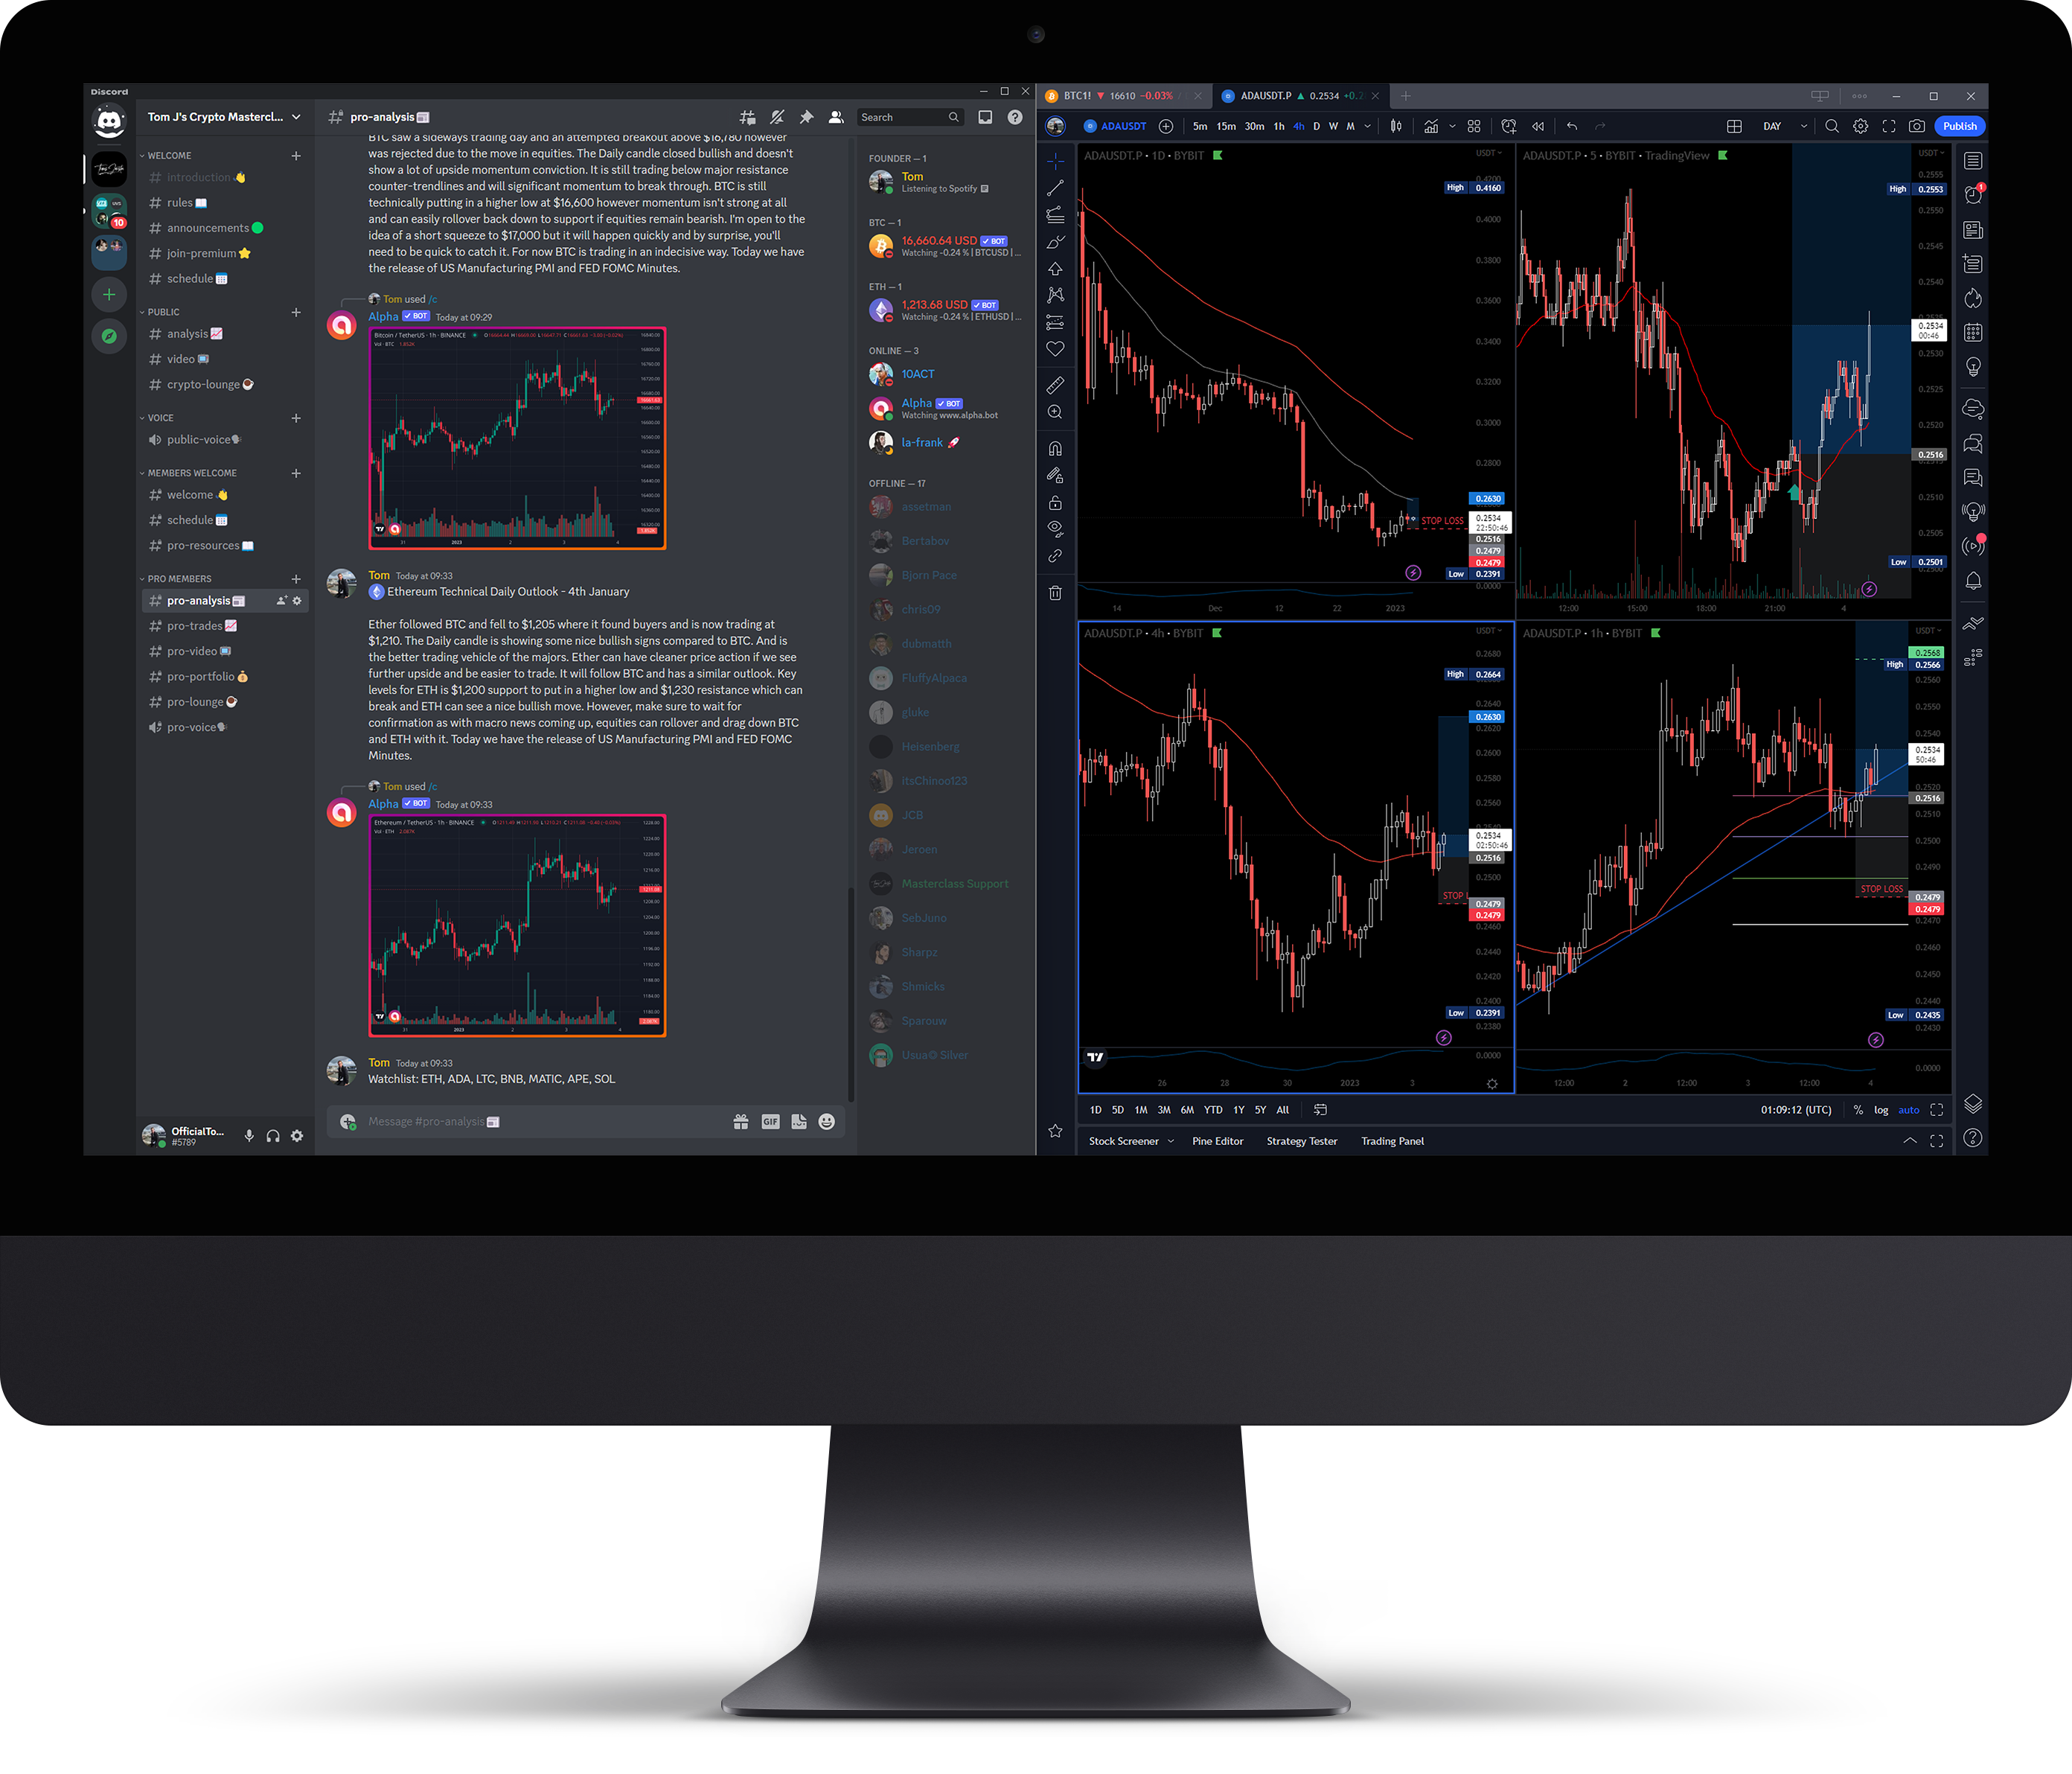 Discord
Tom J's Crypto Mastercl...
WELCOME
introduction
rules
announcements
join-premium
schedule
PUBLIC
analysis
video
crypto-lounge
VOICE
public-voice
MEMBERS WELCOME
welcome
schedule
pro-resources
PRO MEMBERS
pro-analysis
pro-trades
pro-video
pro-portfolio
pro-lounge
pro-voice
10
OfficialTo...
#5789
pro-analysis
Search
BTC saw a sideways trading day and an attempted breakout above $16,780 however
was rejected due to the move in equities. The Daily candle closed bullish and doesn't
show a lot of upside momentum conviction. It is still trading below major resistance
counter-trendlines and will significant momentum to break through. BTC is still
technically putting in a higher low at $16,600 however momentum isn't strong at all
and can easily rollover back down to support if equities remain bearish. I'm open to the
idea of a short squeeze to $17,000 but it will happen quickly and by surprise, you'll
need to be quick to catch it. For now BTC is trading in an indecisive way. Today we have
the release of US Manufacturing PMI and FED FOMC Minutes.
Tom used /c
Alpha BOT Today at 09:29
Bitcoin / TetherUS · 1h · BINANCE
Vol · BTC
Tom Today at 09:33
Ethereum Technical Daily Outlook - 4th January
Ether followed BTC and fell to $1,205 where it found buyers and is now trading at
$1,210. The Daily candle is showing some nice bullish signs compared to BTC. And is
the better trading vehicle of the majors. Ether can have cleaner price action if we see
further upside and be easier to trade. It will follow BTC and has a similar outlook. Key
levels for ETH is $1,200 support to put in a higher low and $1,230 resistance which can
break and ETH can see a nice bullish move. However, make sure to wait for
confirmation as with macro news coming up, equities can rollover and drag down BTC
and ETH with it. Today we have the release of US Manufacturing PMI and FED FOMC
Minutes.
Tom used /c
Alpha BOT Today at 09:33
Ethereum / TetherUS · 1h · BINANCE
Vol · ETH
Tom Today at 09:33
Watchlist: ETH, ADA, LTC, BNB, MATIC, APE, SOL
Message #pro-analysis
GIF
FOUNDER — 1
Tom
Listening to Spotify
BTC — 1
16,660.64 USD BOT
Watching -0.24 % | BTCUSD | ...
ETH — 1
1,213.68 USD BOT
Watching -0.24 % | ETHUSD | ...
ONLINE — 3
10ACT
Alpha BOT
Watching www.alpha.bot
la-frank
OFFLINE — 17
assetman
Bertabov
Bjorn Pace
chris09
dubmatth
FluffyAlpaca
gluke
Heisenberg
itsChinoo123
JCB
Jeroen
Masterclass Support
SebJuno
Sharpz
Shmicks
Sparouw
Silver
BTC1! 16610 −0.03%
ADAUSDT.P 0.2534
ADAUSDT
5m 15m 30m 1h 4h D W M
DAY
Publish
ADAUSDT.P • 1D • BYBIT
USDT
High 0.4160
0.4000
0.3800
0.3600
0.3400
0.3200
0.3000
0.2800
0.2630
STOP LOSS
0.2534
22:50:46
0.2516
0.2479
0.2479
Low 0.2391
0.0000
14 Dec 12 22 2023
ADAUSDT.P • 5 • BYBIT • TradingView
USDT
0.2555
High 0.2553
0.2550
0.2545
0.2540
0.2534
00:46
0.2530
0.2525
0.2520
0.2516
0.2510
0.2505
Low 0.2501
12:00 15:00 18:00 21:00 4
ADAUSDT.P • 4h • BYBIT
USDT
0.2680
High 0.2664
0.2640
0.2630
0.2620
0.2600
0.2580
0.2560
0.2534
02:50:46
0.2516
0.2500
STOP L
0.2479
0.2479
0.2460
0.2440
0.2420
0.2400
Low 0.2391
0.2380
0.0000
26 28 30 2023 3
ADAUSDT.P • 1h • BYBIT
USDT
0.2568
High 0.2566
0.2560
0.2550
0.2540
0.2534
50:46
0.2520
0.2516
0.2510
0.2500
0.2490
STOP LOSS
0.2479
0.2479
0.2470
0.2460
0.2450
0.2440
Low 0.2435
0.2430
0.0000
12:00 2 12:00 3 12:00 4
1D 5D 1M 3M 6M YTD 1Y 5Y All
01:09:12 (UTC) % log auto
Stock Screener Pine Editor Strategy Tester Trading Panel